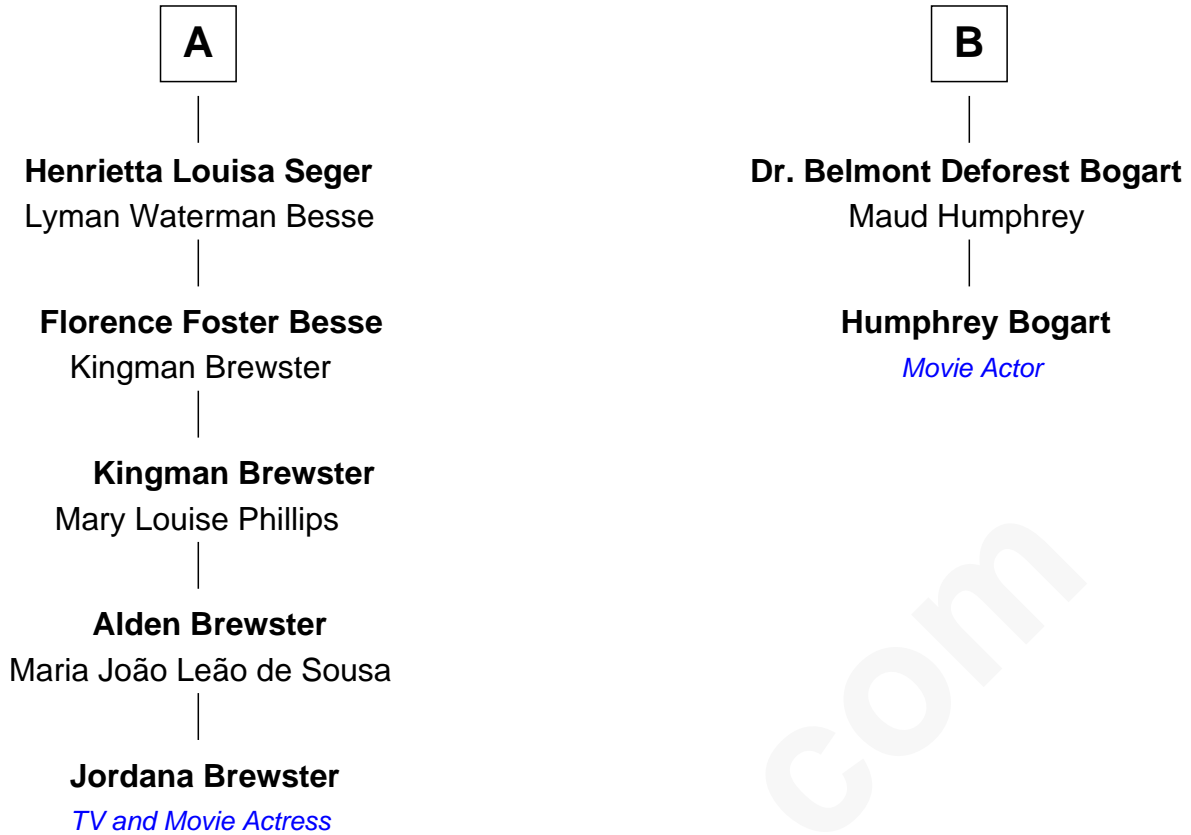 A
Henrietta Louisa Seger
Lyman Waterman Besse
Florence Foster Besse
Kingman Brewster
Kingman Brewster
Mary Louise Phillips
Alden Brewster
Maria João Leão de Sousa
Jordana Brewster
TV and Movie Actress
B
Dr. Belmont Deforest Bogart
Maud Humphrey
Humphrey Bogart
Movie Actor
com